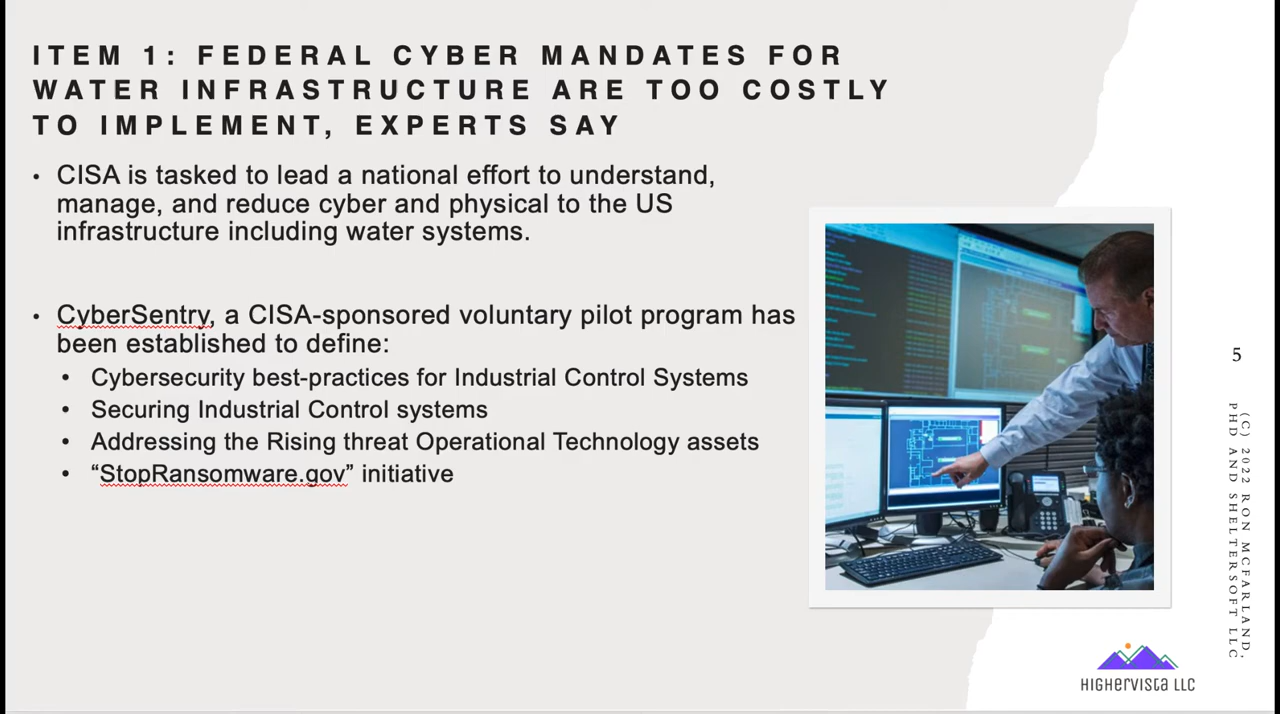 ITEM 1: FEDERAL CYBER MANDATES FOR
WATER INFRASTRUCTURE ARE TOO COSTLY
TO IMPLEMENT, EXPERTS SAY
• CISA is tasked to lead a national effort to understand,
manage, and reduce cyber and physical to the US
infrastructure including water systems.
• CyberSentry, a CISA-sponsored voluntary pilot program has
been established to define:
• Cybersecurity best-practices for Industrial Control Systems
• Securing Industrial Control systems
• Addressing the Rising threat Operational Technology assets
• “StopRansomware.gov” initiative
5
(C) 2022 RON MCFARLAND,
PHD AND SHELTERSOFT LLC
HIGHERVISTA LLC